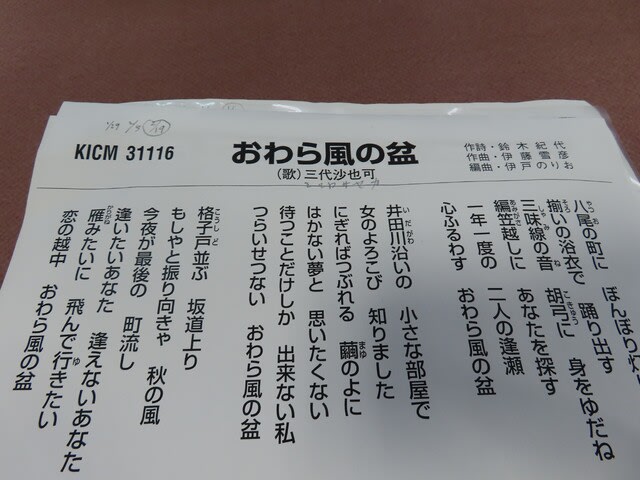 KICM 31116
おわら風の盆
(歌)三代沙也可
作詩・鈴木紀代
作曲・伊藤雪彦
編曲・伊戸のりお
八尾の町に ぼんぼり灯り
揃いの浴衣で 踊り出す
三味線の音 胡弓に 身をゆだね
編笠越しに あなたを探す
一年一度の 二人の逢瀬
心ふるわす おわら風の盆
井田川沿いの 小さな部屋で
女のよろこび 知りました
にぎればつぶれる 繭のよに
はかない夢と 思いたくない
待つことだけしか 出来ない私
つらいせつない おわら風の盆
格子戸並ぶ 坂道上り
もしやと振り向きゃ 秋の風
今夜が最後の 町流し
逢いたいあなた 逢えないあなた
雁みたいに 飛んで行きたい
恋の越中 おわら風の盆